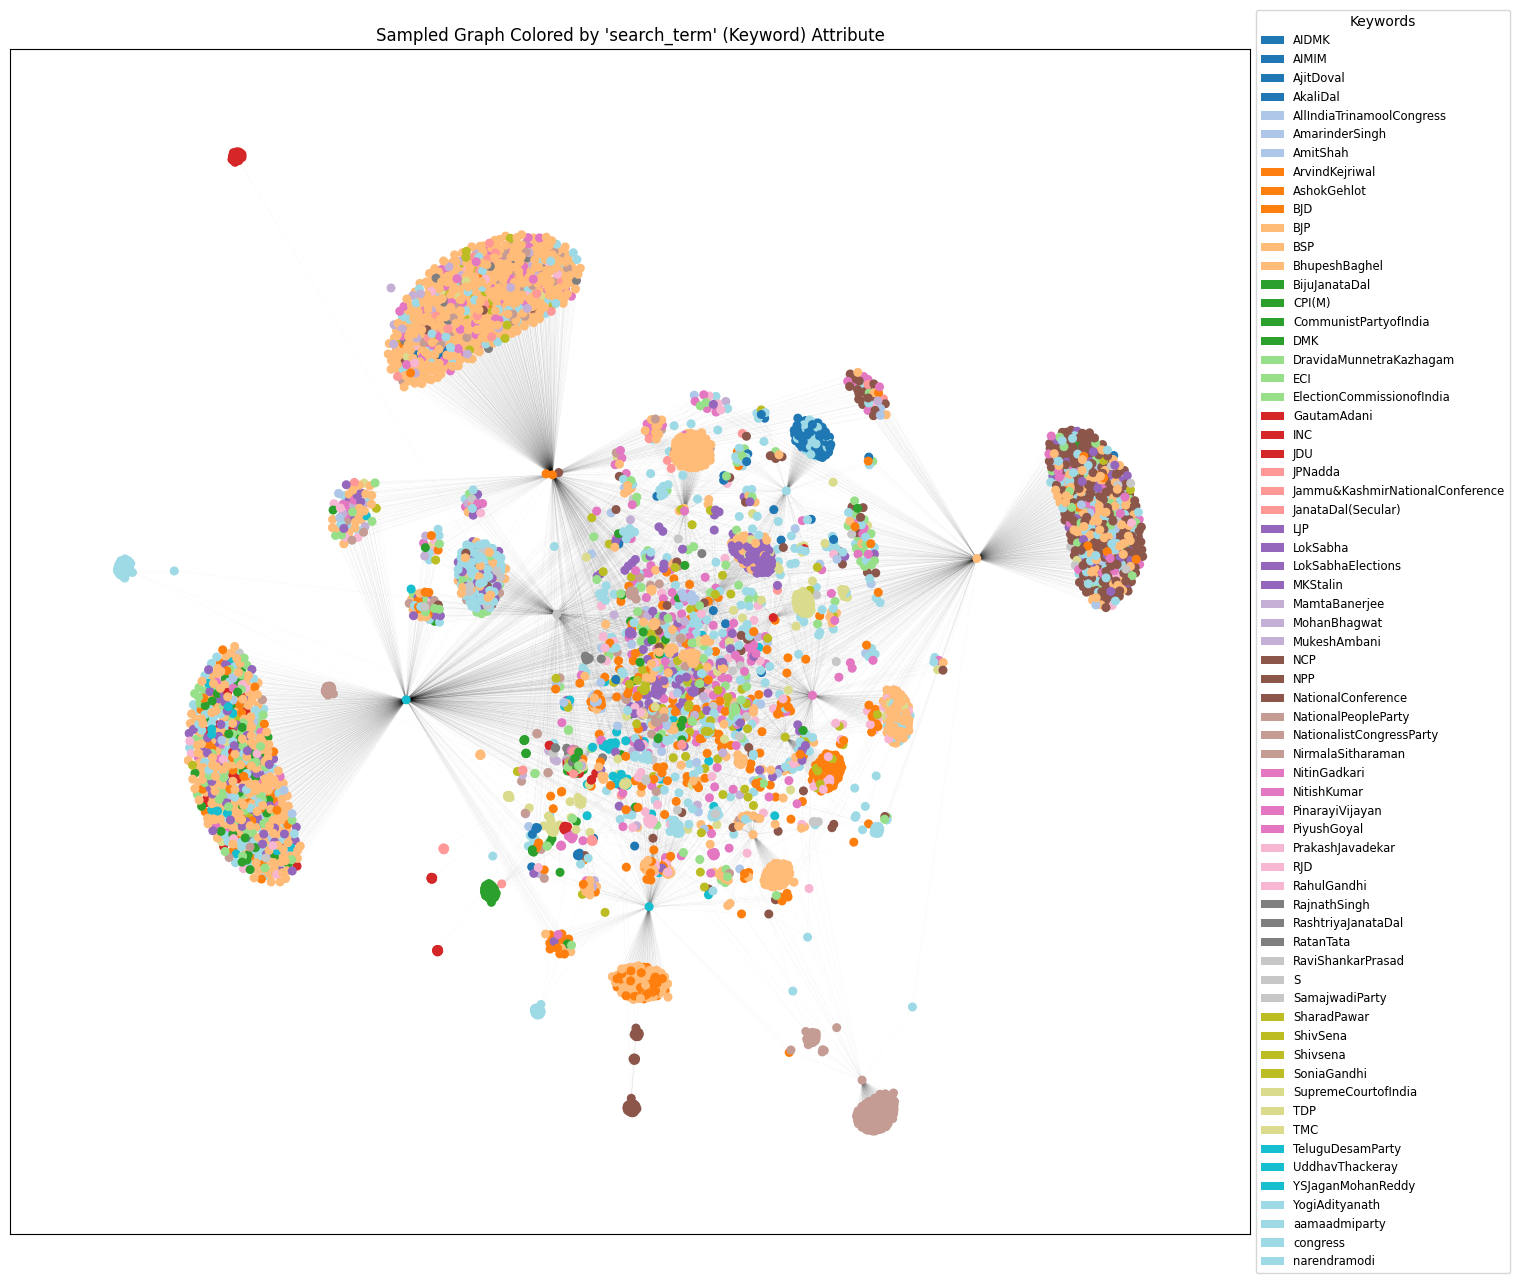 Sampled Graph Colored by 'search_term' (Keyword) Attribute
Keywords
AIDMK
AIMIM
AjitDoval
AkaliDal
AllIndiaTrinamoolCongress
AmarinderSingh
AmitShah
ArvindKejriwal
AshokGehlot
BJD
BJP
BSP
BhupeshBaghel
BijuJanataDal
CPI(M)
CommunistPartyofIndia
DMK
DravidaMunnetraKazhagam
ECI
ElectionCommissionofIndia
GautamAdani
INC
JDU
JPNadda
Jammu&KashmirNationalConference
JanataDal(Secular)
LJP
LokSabha
LokSabhaElections
MKStalin
MamtaBanerjee
MohanBhagwat
MukeshAmbani
NCP
NPP
NationalConference
NationalPeopleParty
NationalistCongressParty
NirmalaSitharaman
NitinGadkari
NitishKumar
PinarayiVijayan
PiyushGoyal
PrakashJavadekar
RJD
RahulGandhi
RajnathSingh
RashtriyaJanataDal
RatanTata
RaviShankarPrasad
S
SamajwadiParty
SharadPawar
ShivSena
Shivsena
SoniaGandhi
SupremeCourtofIndia
TDP
TMC
TeluguDesamParty
UddhavThackeray
YSJaganMohanReddy
YogiAdityanath
aamaadmiparty
congress
narendramodi